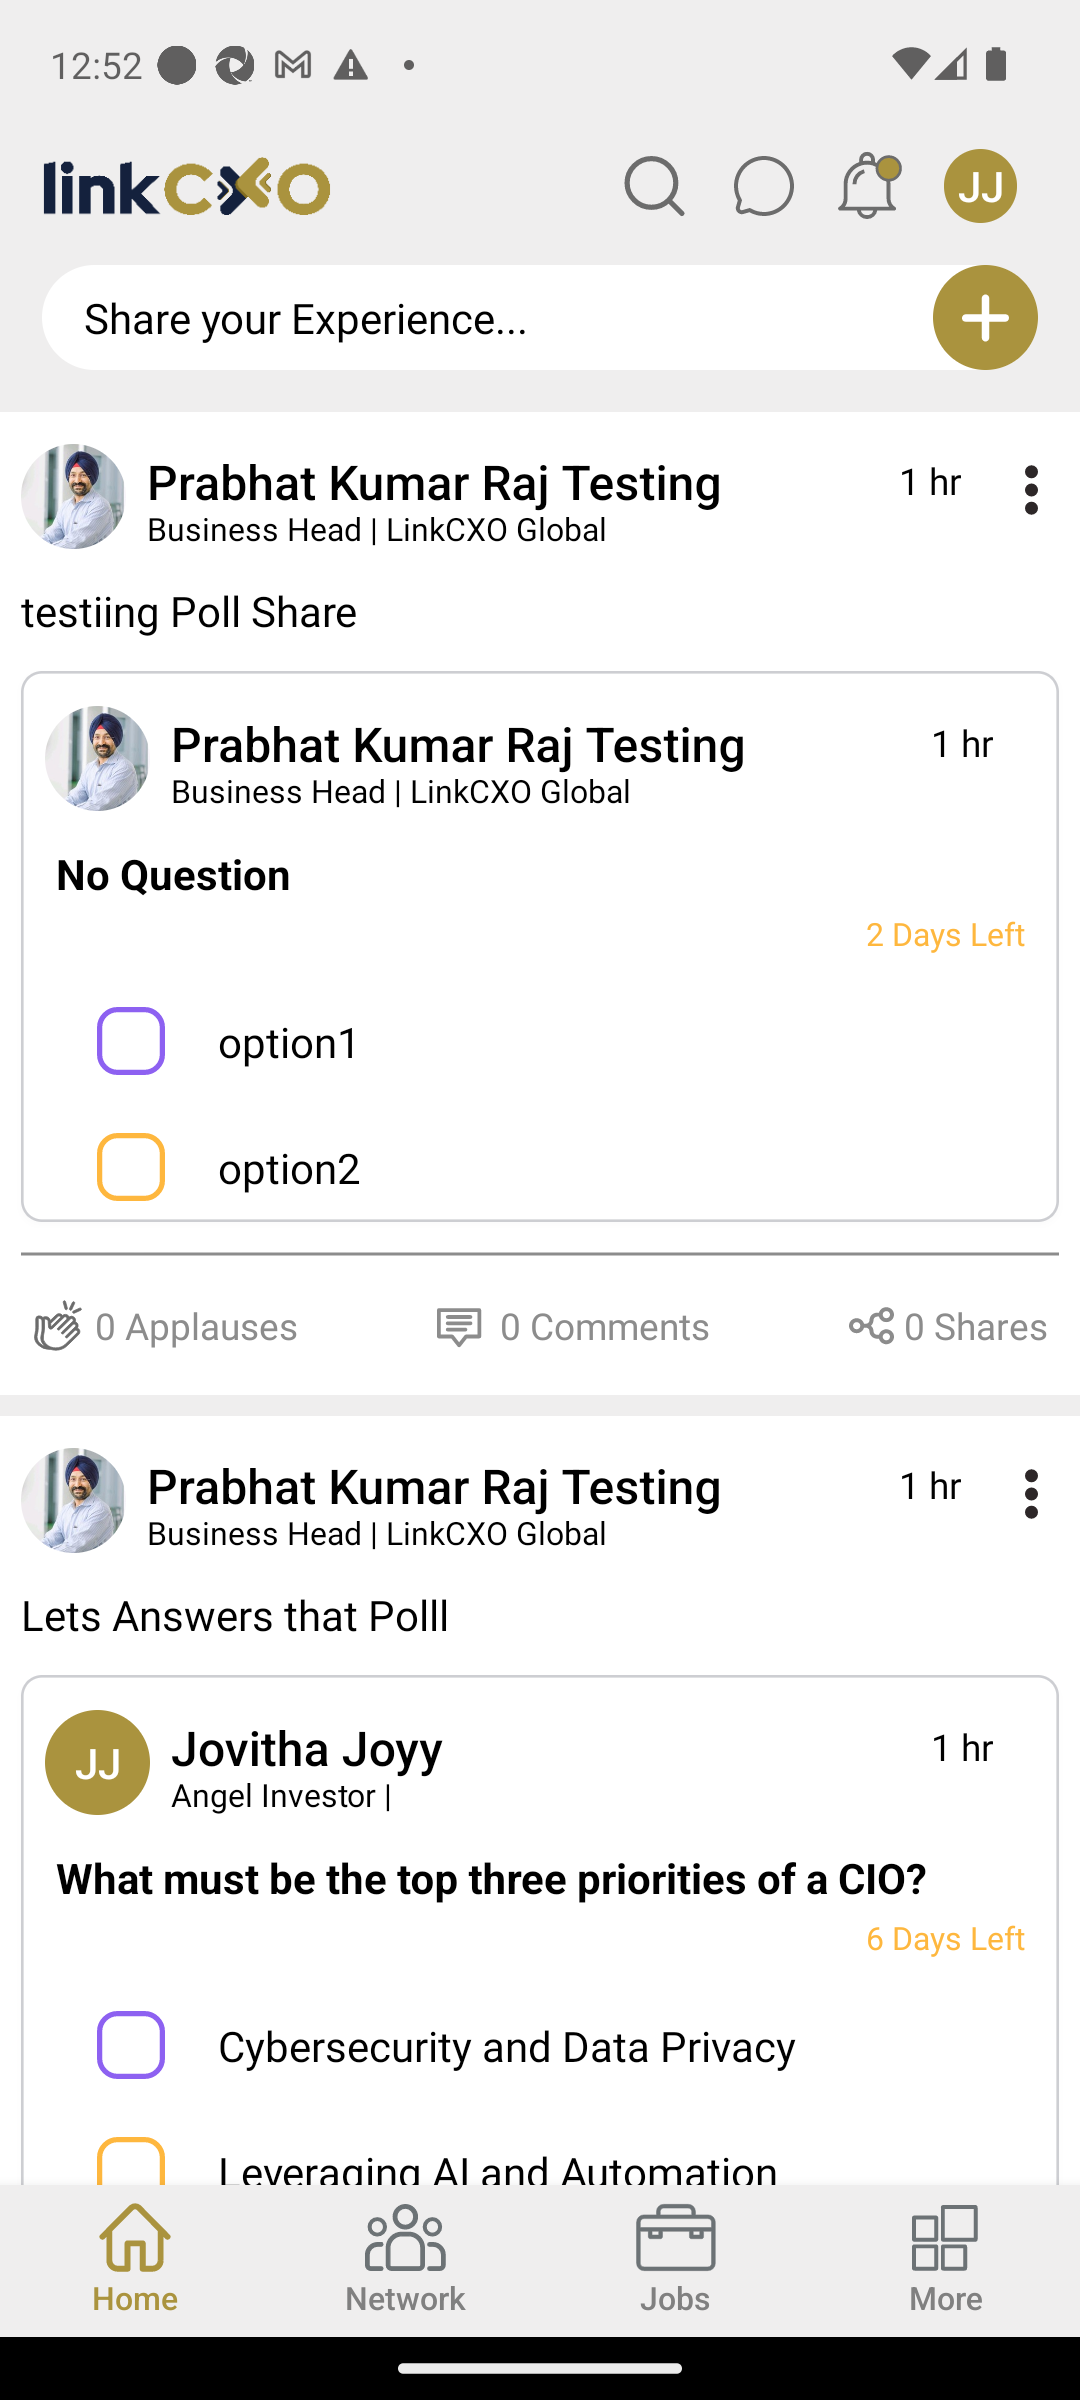 12:52
linkCXO
JJ
Share your Experience...
Prabhat Kumar Raj Testing
1 hr
Business Head | LinkCXO Global
testiing Poll Share
Prabhat Kumar Raj Testing
1 hr
Business Head | LinkCXO Global
No Question
2 Days Left
option1
option2
0 Applauses
0 Comments
0 Shares
Prabhat Kumar Raj Testing
1 hr
Business Head | LinkCXO Global
Lets Answers that Polll
JJ
Jovitha Joyy
1 hr
Angel Investor |
What must be the top three priorities of a CIO?
6 Days Left
Cybersecurity and Data Privacy
Leveraging AI and Automation
Home
Network
Jobs
More